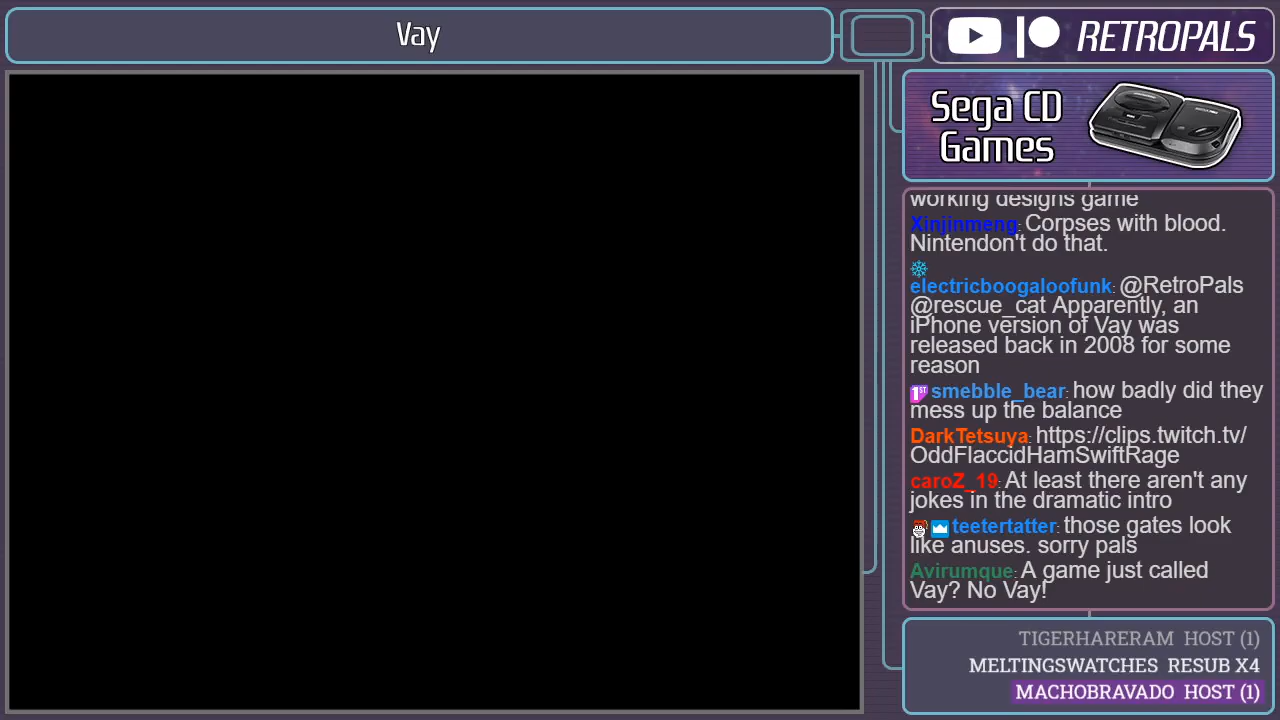 Vay
RETROPALS
Sega CD
Games
working designs game
Xinjinmeng: Corpses with blood.
Nintendon't do that.
electricboogaloofunk: @RetroPals
@rescue_cat Apparently, an
iPhone version of Vay was
released back in 2008 for some
reason
1ST smebble_bear: how badly did they
mess up the balance
DarkTetsuya: https://clips.twitch.tv/
OddFlaccidHamSwiftRage
caroZ_19: At least there aren't any
jokes in the dramatic intro
teetertatter: those gates look
like anuses. sorry pals
Avirumque: A game just called
Vay? No Vay!
TIGERHARERAM HOST (1)
MELTINGSWATCHES RESUB X4
MACHOBRAVADO HOST (1)